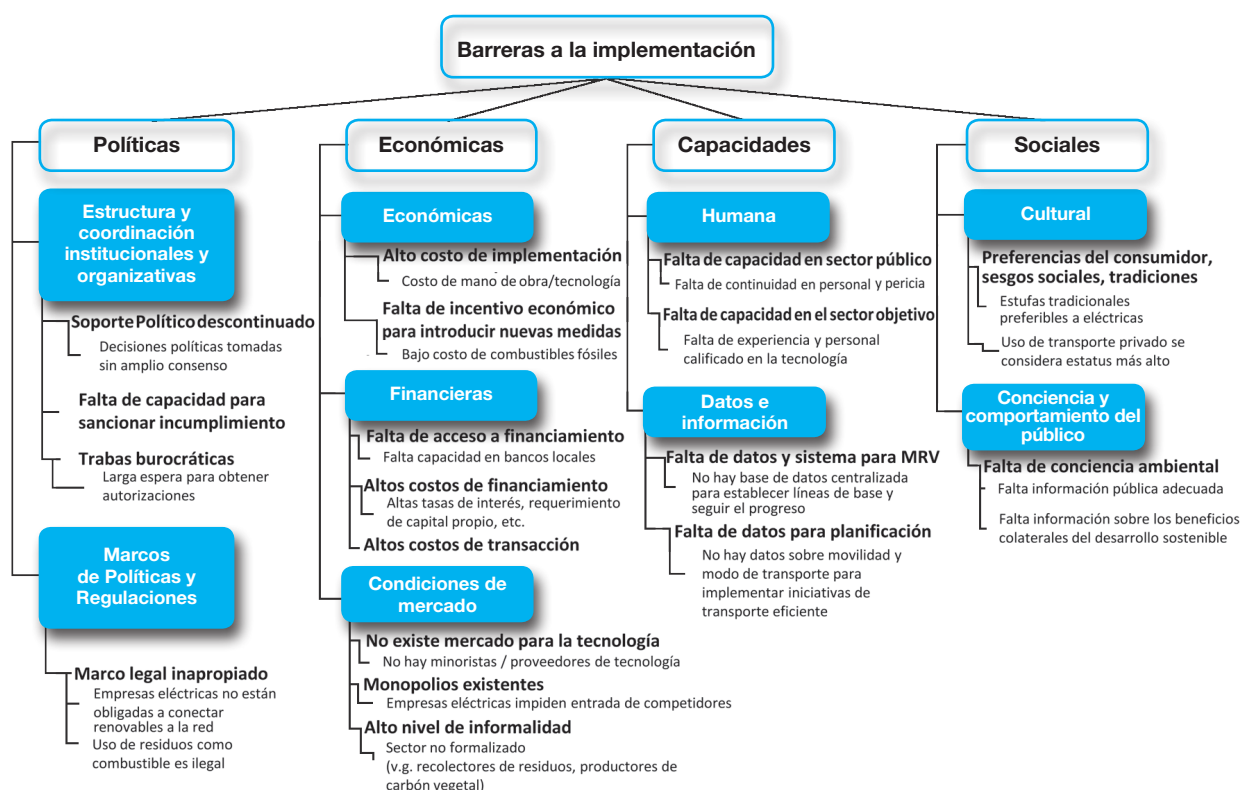 Barreras a la implementación
Políticas
Estructura y
coordinación
institucionales y
organizativas
Soporte Político descontinuado
Decisiones políticas tomadas
sin amplio consenso
Falta de capacidad para
sancionar incumplimiento
Trabas burocráticas
Larga espera para obtener
autorizaciones
Marcos
de Políticas y
Regulaciones
Marco legal inapropiado
Empresas eléctricas no están
obligadas a conectar
renovables a la red
Uso de residuos como
combustible es ilegal
Económicas
Económicas
Alto costo de implementación
Costo de mano de obra/tecnología
Falta de incentivo económico
para introducir nuevas medidas
Bajo costo de combustibles fósiles
Financieras
Falta de acceso a financiamiento
Falta capacidad en bancos locales
Altos costos de financiamiento
Altas tasas de interés, requerimiento
de capital propio, etc.
Altos costos de transacción
Condiciones de
mercado
No existe mercado para la tecnología
No hay minoristas / proveedores de tecnología
Monopolios existentes
Empresas eléctricas impiden entrada de competidores
Alto nivel de informalidad
Sector no formalizado
(v.g. recolectores de residuos, productores de
carbón vegetal)
Capacidades
Humana
Falta de capacidad en sector público
Falta de continuidad en personal y pericia
Falta de capacidad en el sector objetivo
Falta de experiencia y personal
calificado en la tecnología
Datos e
información
Falta de datos y sistema para MRV
No hay base de datos centralizada
para establecer líneas de base y
seguir el progreso
Falta de datos para planificación
No hay datos sobre movilidad y
modo de transporte para
implementar iniciativas de
transporte eficiente
Sociales
Cultural
Preferencias del consumidor,
sesgos sociales, tradiciones
Estufas tradicionales
preferibles a eléctricas
Uso de transporte privado se
considera estatus más alto
Conciencia y
comportamiento del
público
Falta de conciencia ambiental
Falta información pública adecuada
Falta información sobre los beneficios
colaterales del desarrollo sostenible